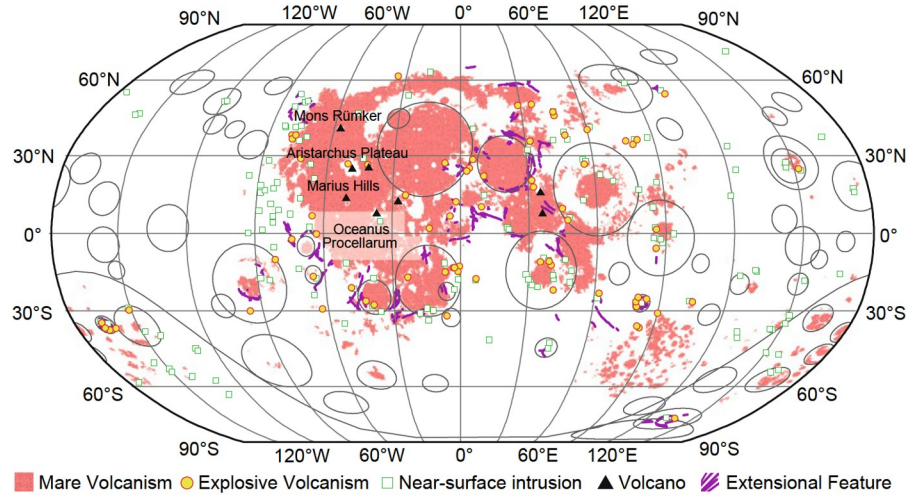 90°N 120°W 60°W 0° 60°E 120°E 90°N
60°N 60°N
Mons Rümker
30°N 30°N
Aristarchus Plateau
Marius Hills
0° 0°
Oceanus
Procellarum
30°S 30°S
60°S 60°S
90°S 120°W 60°W 0° 60°E 120°E 90°S
Mare Volcanism Explosive Volcanism Near-surface intrusion Volcano Extensional Feature